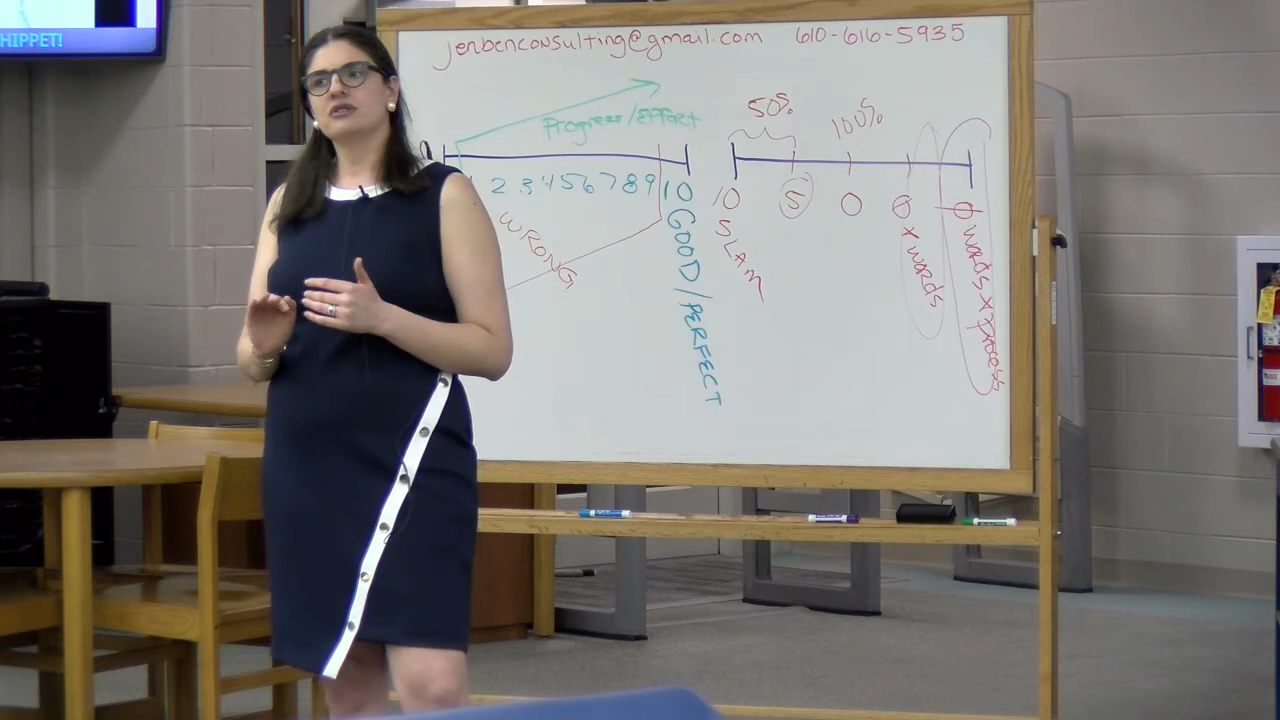 HIPPET!
jenbenconsulting@gmail.com 610-616-5935
50%
100%
Progress/Effort
2 3 4 5 6 7 8 9 10
10 5 0 0 0
WRONG
GOOD/PERFECT
SLAM
x words
words x process